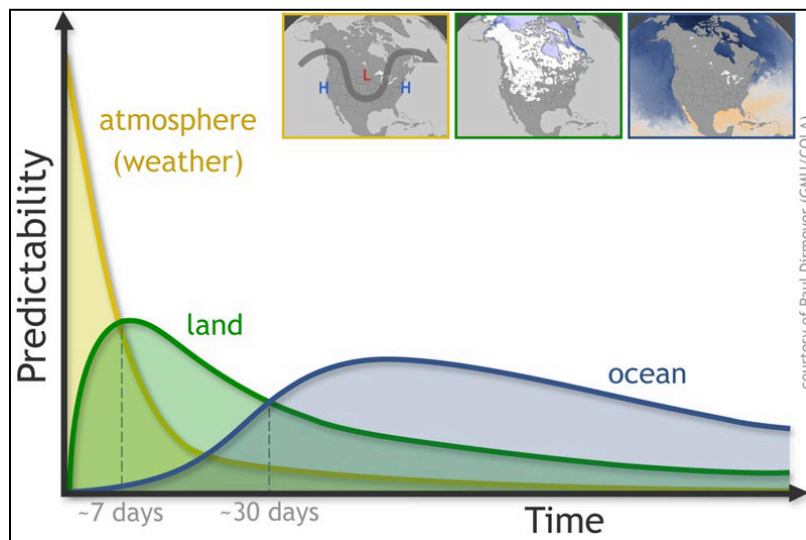 H
L
H
atmosphere
(weather)
land
ocean
Predictability
~7 days
~30 days
Time
courtesy of Paul Dirmeyer (GMU/COLA)